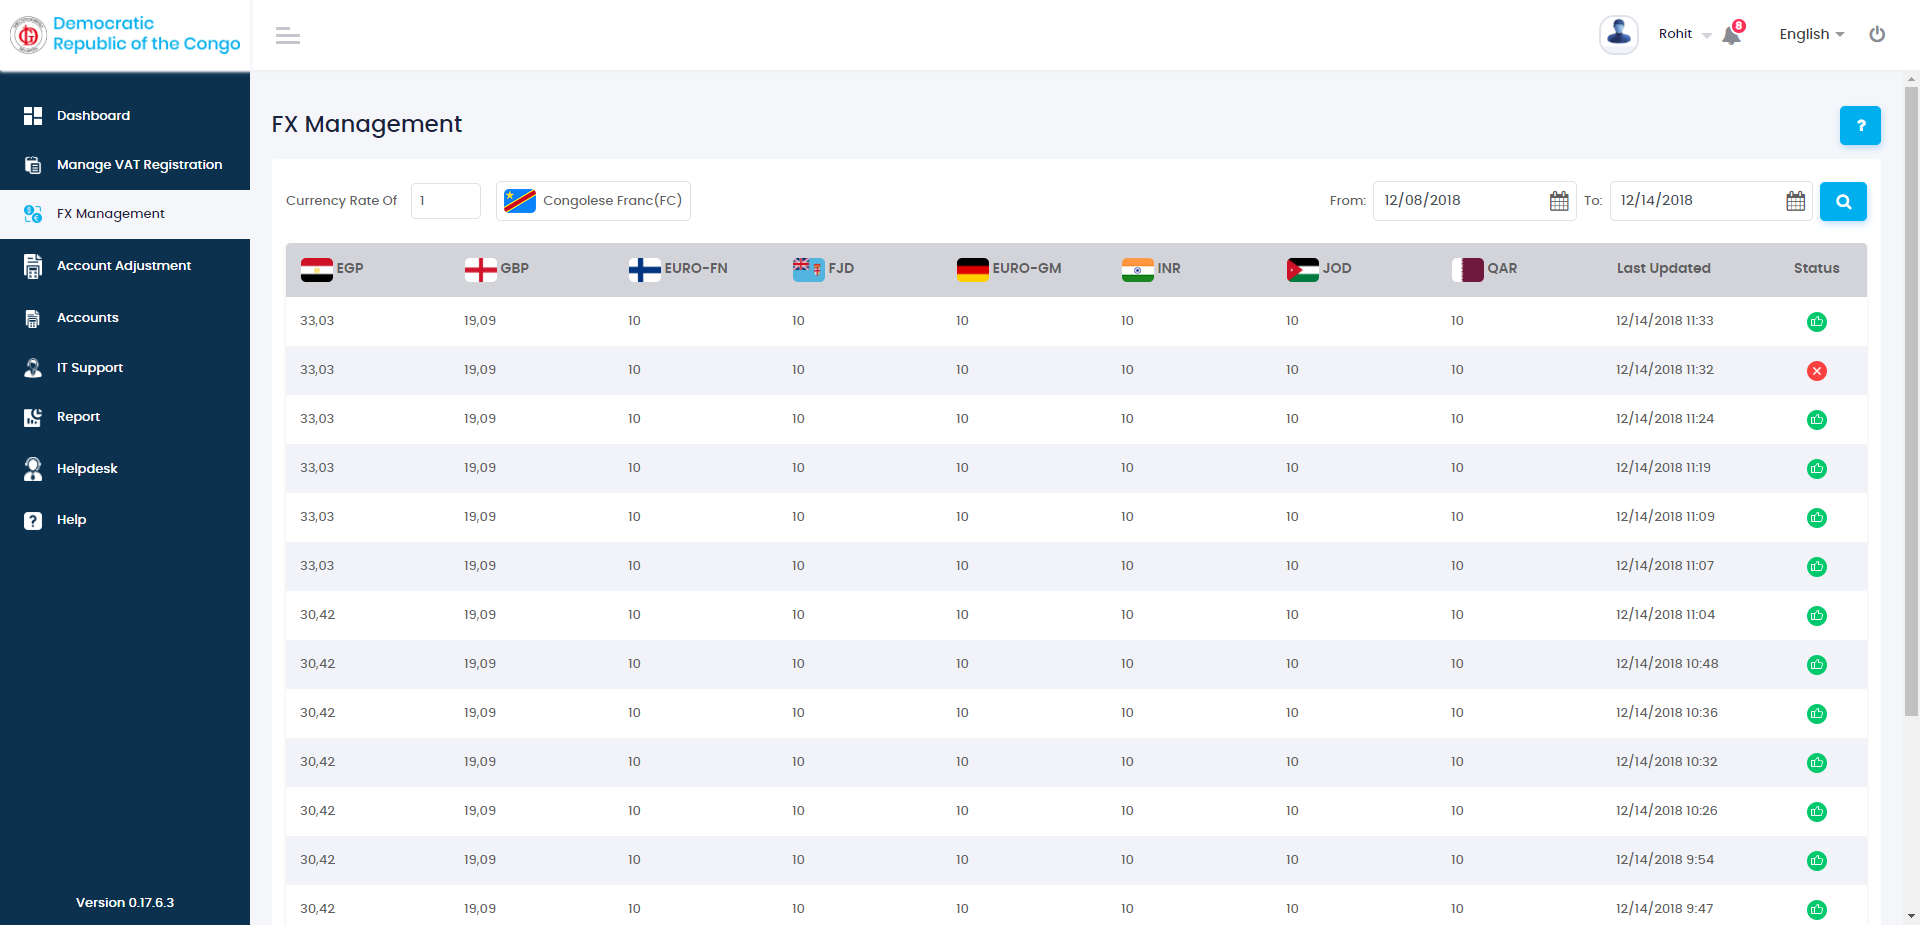 Democratic
Republic of the Congo
Rohit
8
English
Dashboard
Manage VAT Registration
FX Management
Account Adjustment
Accounts
IT Support
Report
Helpdesk
Help
Version 0.17.6.3
FX Management
?
Currency Rate Of 1 Congolese Franc(FC) From: 12/08/2018 To: 12/14/2018
EGP GBP EURO-FN FJD EURO-GM INR JOD QAR Last Updated Status
33,03 19,09 10 10 10 10 10 10 12/14/2018 11:33
33,03 19,09 10 10 10 10 10 10 12/14/2018 11:32
33,03 19,09 10 10 10 10 10 10 12/14/2018 11:24
33,03 19,09 10 10 10 10 10 10 12/14/2018 11:19
33,03 19,09 10 10 10 10 10 10 12/14/2018 11:09
33,03 19,09 10 10 10 10 10 10 12/14/2018 11:07
30,42 19,09 10 10 10 10 10 10 12/14/2018 11:04
30,42 19,09 10 10 10 10 10 10 12/14/2018 10:48
30,42 19,09 10 10 10 10 10 10 12/14/2018 10:36
30,42 19,09 10 10 10 10 10 10 12/14/2018 10:32
30,42 19,09 10 10 10 10 10 10 12/14/2018 10:26
30,42 19,09 10 10 10 10 10 10 12/14/2018 9:54
30,42 19,09 10 10 10 10 10 10 12/14/2018 9:47